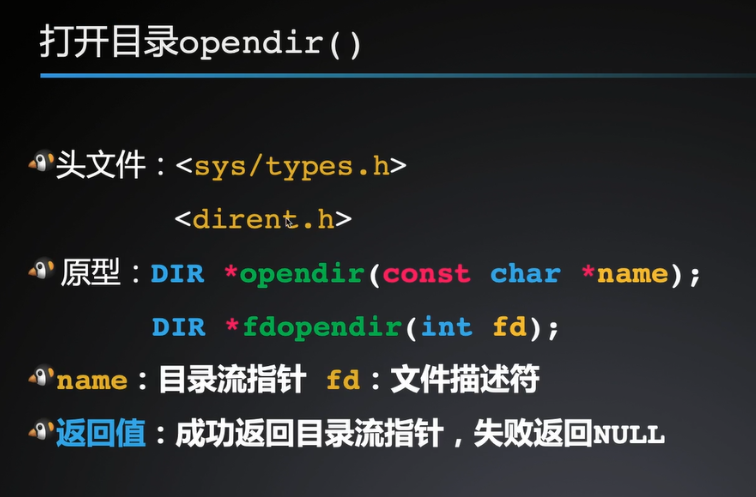 打开目录opendir()
头文件：<sys/types.h>
<dirent.h>
原型：DIR *opendir(const char *name);
DIR *fdopendir(int fd);
name：目录流指针 fd：文件描述符
返回值：成功返回目录流指针，失败返回NULL